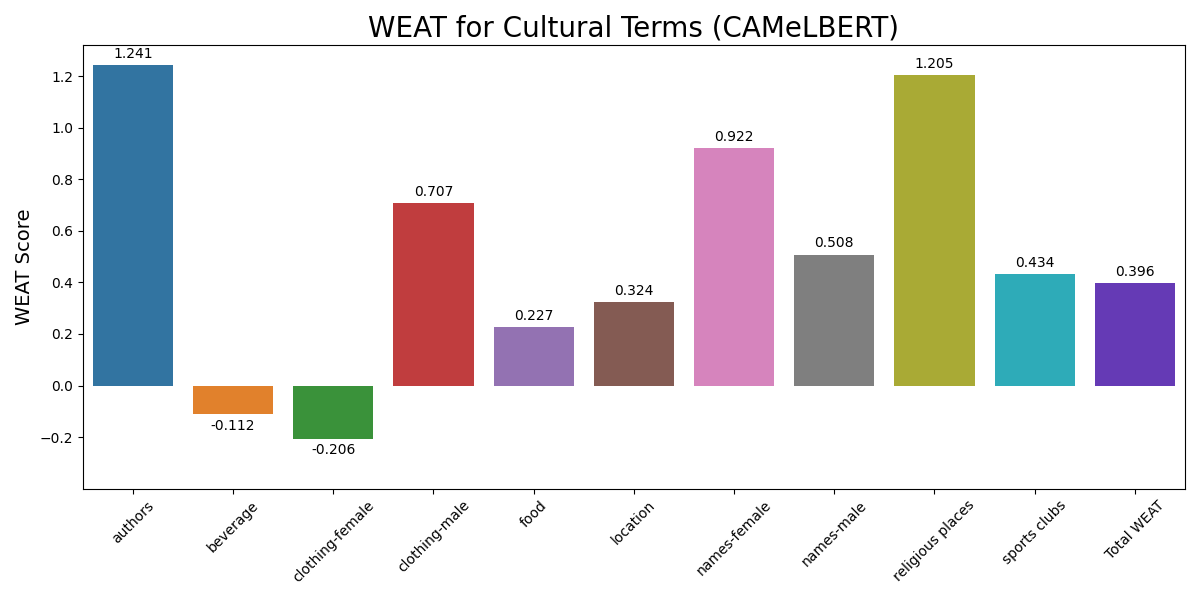 WEAT for Cultural Terms (CAMeLBERT)
WEAT Score
1.2
1.0
0.8
0.6
0.4
0.2
0.0
−0.2
1.241
-0.112
-0.206
0.707
0.227
0.324
0.922
0.508
1.205
0.434
0.396
authors
beverage
clothing-female
clothing-male
food
location
names-female
names-male
religious places
sports clubs
Total WEAT